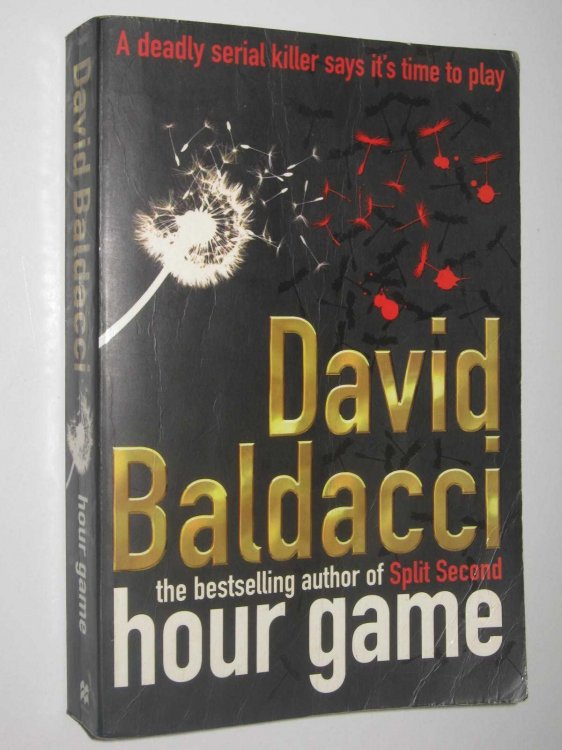 A deadly serial killer says it's time to play
David
Baldacci
the bestselling author of Split Second
hour game
David Baldacci
hour game